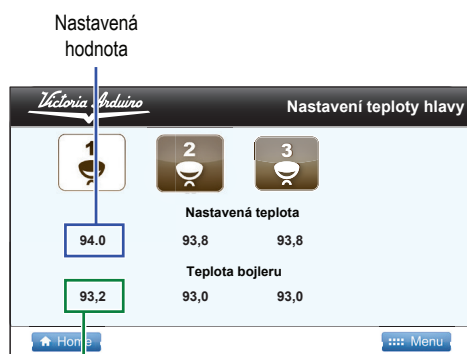 Nastavená
hodnota
Victoria Arduino
Nastavení teploty hlavy
1 2 3
Nastavená teplota
94.0 93,8 93,8
Teplota bojleru
93,2 93,0 93,0
Home Menu